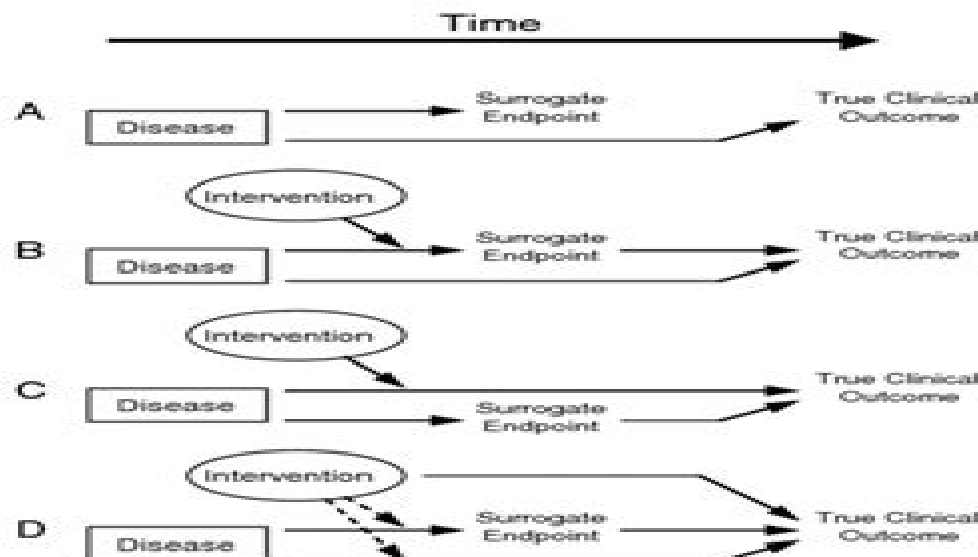 Time
A
Disease
Surrogate
Endpoint
True Clinical
Outcome
Intervention
B
Disease
Surrogate
Endpoint
True Clinical
Outcome
Intervention
C
Disease
Surrogate
Endpoint
True Clinical
Outcome
Intervention
D
Disease
Surrogate
Endpoint
True Clinical
Outcome